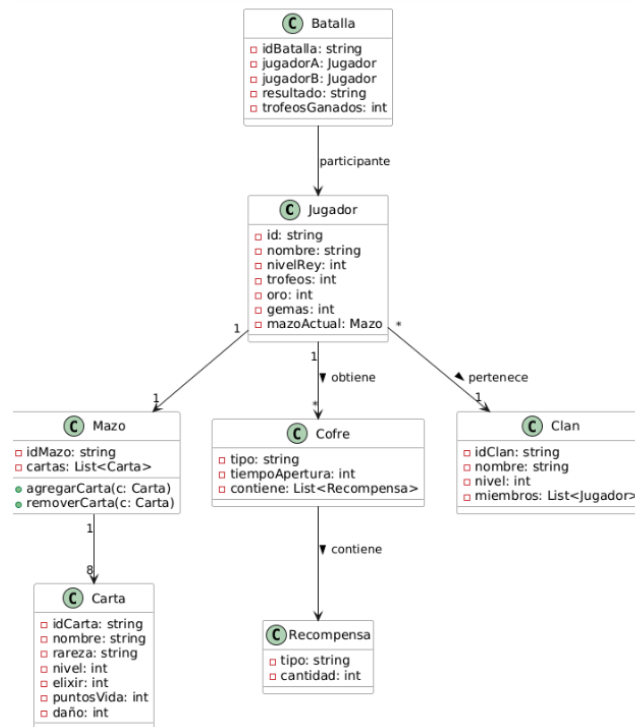 C Batalla
idBatalla: string
jugadorA: Jugador
jugadorB: Jugador
resultado: string
trofeosGanados: int
participante
C Jugador
id: string
nombre: string
nivelRey: int
trofeos: int
oro: int
gemas: int
mazoActual: Mazo
1
1
*
obtiene
pertenece
1
*
1
C Mazo
idMazo: string
cartas: List<Carta>
agregarCarta(c: Carta)
removerCarta(c: Carta)
C Cofre
tipo: string
tiempoApertura: int
contiene: List<Recompensa>
C Clan
idClan: string
nombre: string
nivel: int
miembros: List<Jugador>
1
contiene
8
C Carta
idCarta: string
nombre: string
rareza: string
nivel: int
elixir: int
puntosVida: int
daño: int
C Recompensa
tipo: string
cantidad: int